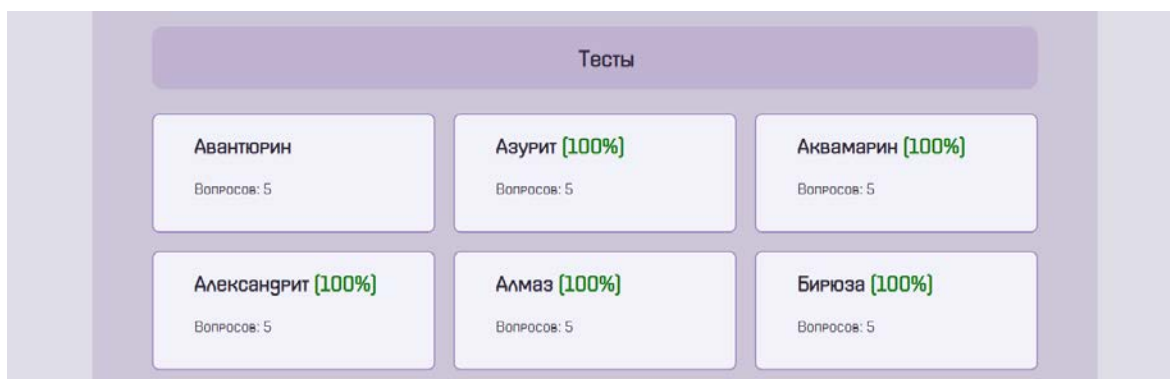 Тесты
Авантюрин
Вопросов: 5
Азурит (100%)
Вопросов: 5
Аквамарин (100%)
Вопросов: 5
Александрит (100%)
Вопросов: 5
Алмаз (100%)
Вопросов: 5
Бирюза (100%)
Вопросов: 5